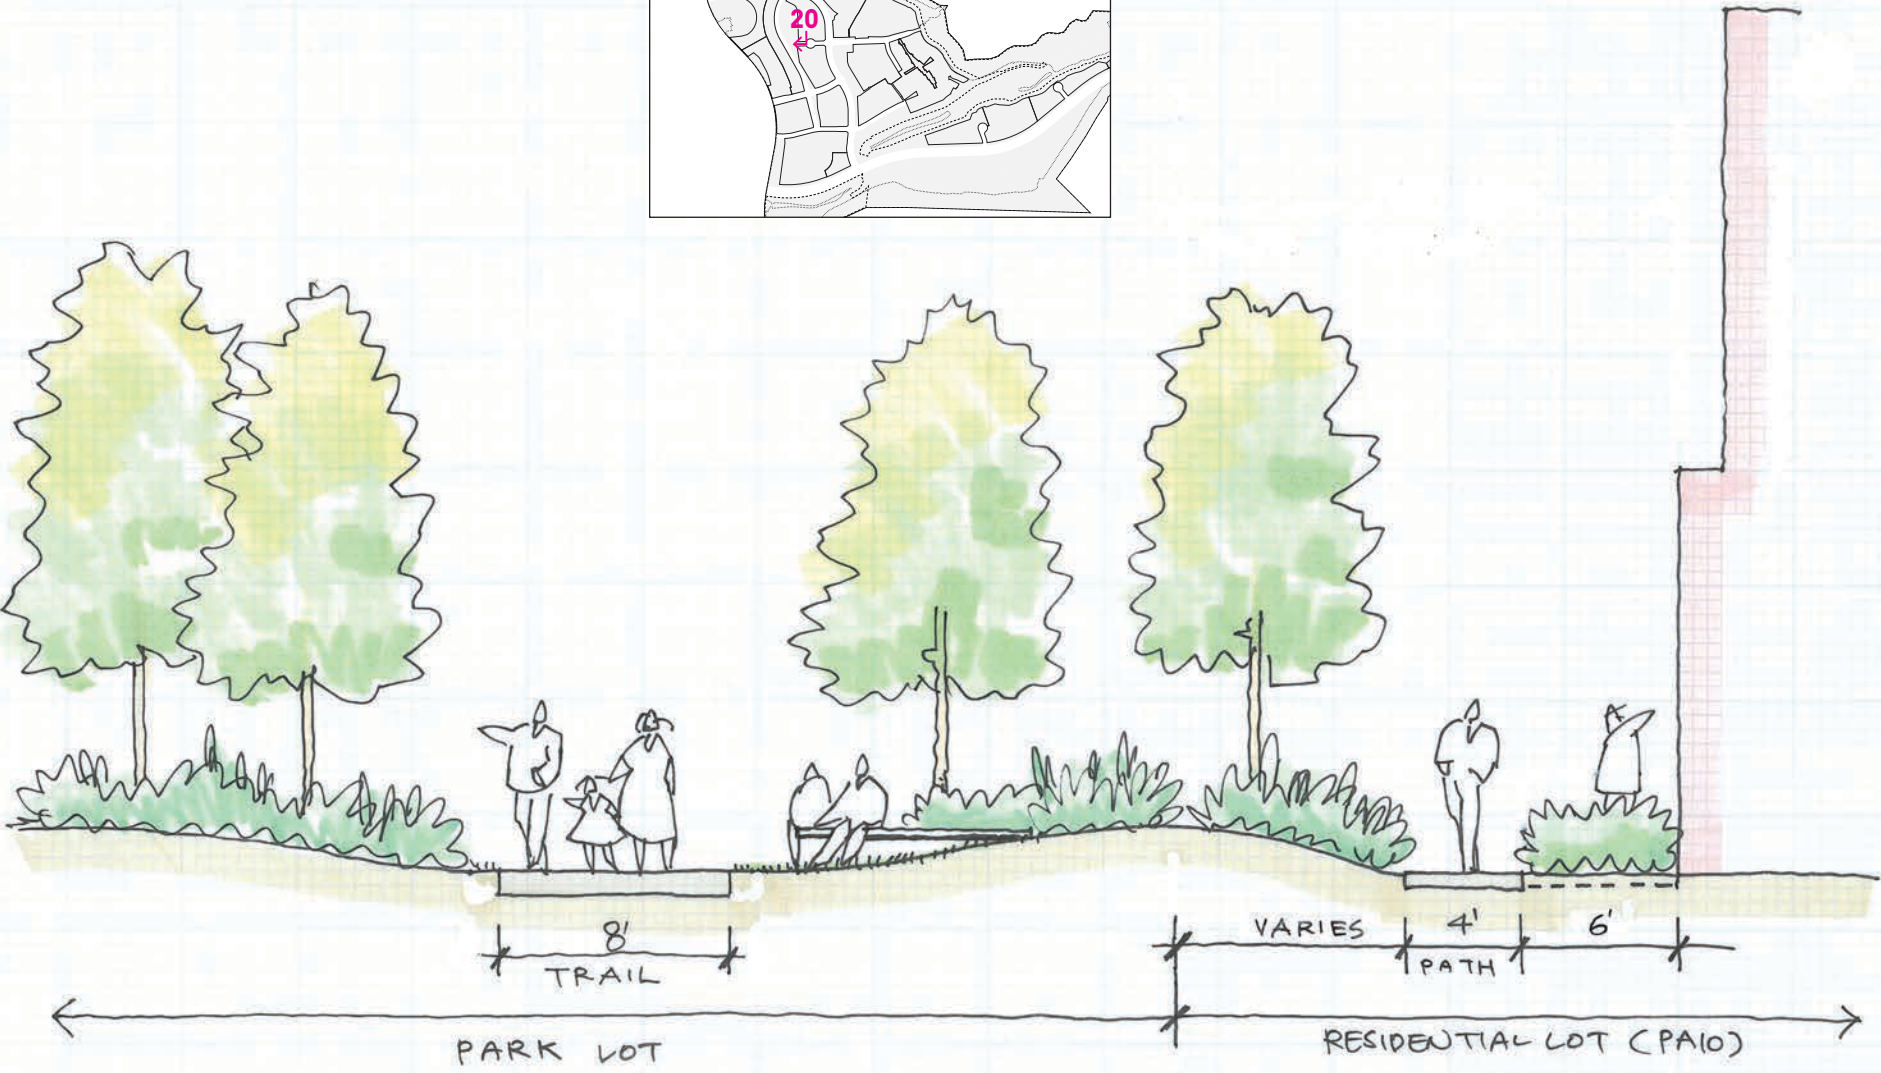 20
8'
TRAIL
VARIES
4'
6'
PATH
PARK LOT
RESIDENTIAL LOT (PA10)